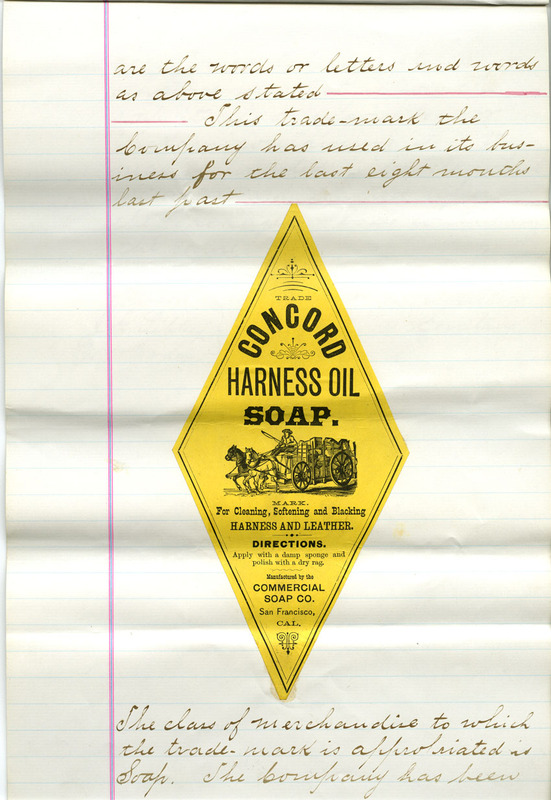 are the words or letters and words
as above stated
This trade-mark the
Company has used in its bus-
iness for the last eight months
last past
TRADE
CONCORD
HARNESS OIL
SOAP.
MARK.
For Cleaning, Softening and Blacking
HARNESS AND LEATHER.
DIRECTIONS.
Apply with a damp sponge and
polish with a dry rag.
Manufactured by the
COMMERCIAL
SOAP CO.
San Francisco,
CAL.
The class of merchandise to which
the trade-mark is appropriated is
Soap. The Company has been